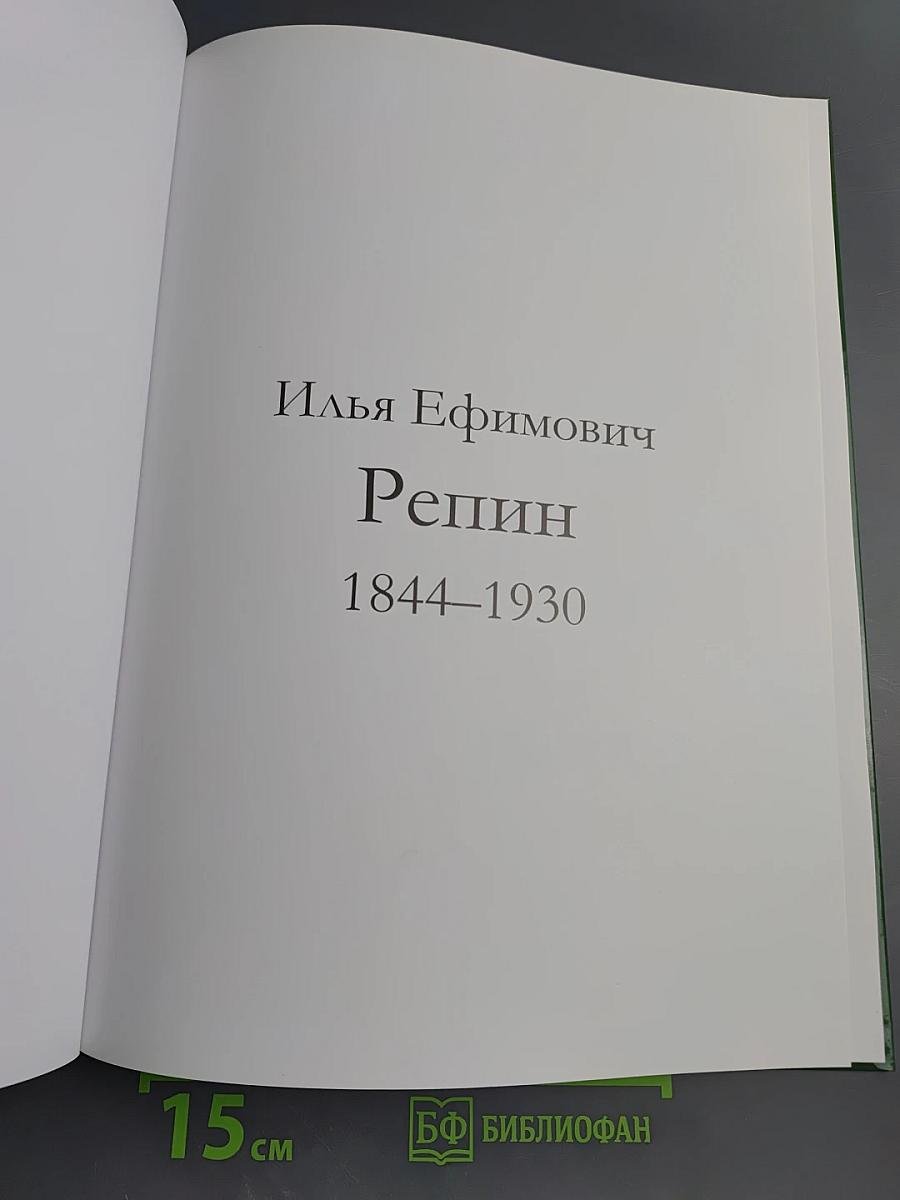 Илья Ефимович
Репин
1844–1930
15 см
БФ БИБЛИОФАН